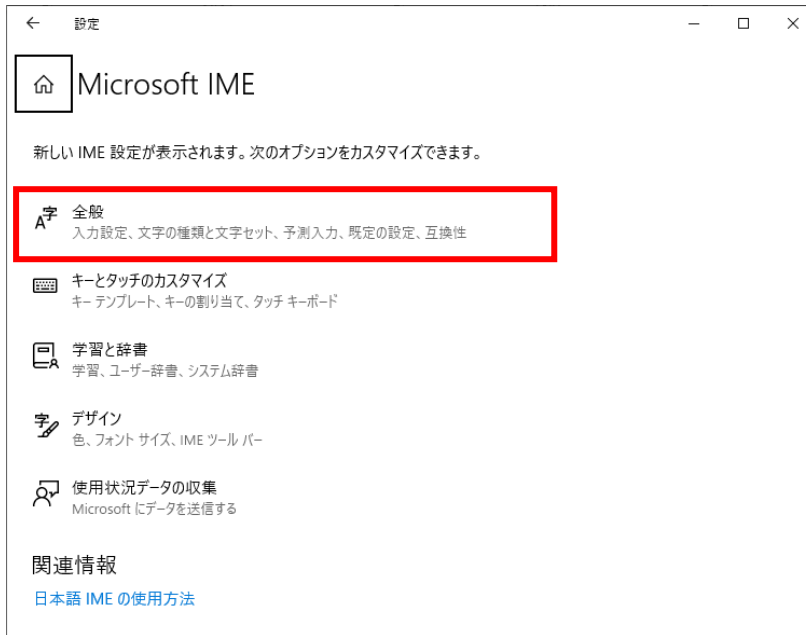 設定
Microsoft IME
新しい IME 設定が表示されます。次のオプションをカスタマイズできます。
全般
入力設定、文字の種類と文字セット、予測入力、既定の設定、互換性
キーとタッチのカスタマイズ
キー テンプレート、キーの割り当て、タッチ キーボード
学習と辞書
学習、ユーザー辞書、システム辞書
デザイン
色、フォント サイズ、IME ツール バー
使用状況データの収集
Microsoft にデータを送信する
関連情報
日本語 IME の使用方法